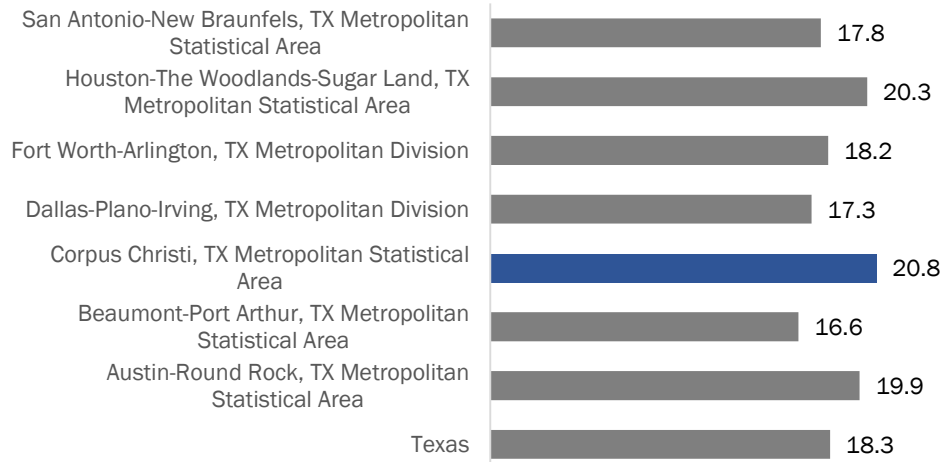 San Antonio-New Braunfels, TX Metropolitan
Statistical Area
17.8
Houston-The Woodlands-Sugar Land, TX
Metropolitan Statistical Area
20.3
Fort Worth-Arlington, TX Metropolitan Division
18.2
Dallas-Plano-Irving, TX Metropolitan Division
17.3
Corpus Christi, TX Metropolitan Statistical
Area
20.8
Beaumont-Port Arthur, TX Metropolitan
Statistical Area
16.6
Austin-Round Rock, TX Metropolitan
Statistical Area
19.9
Texas
18.3